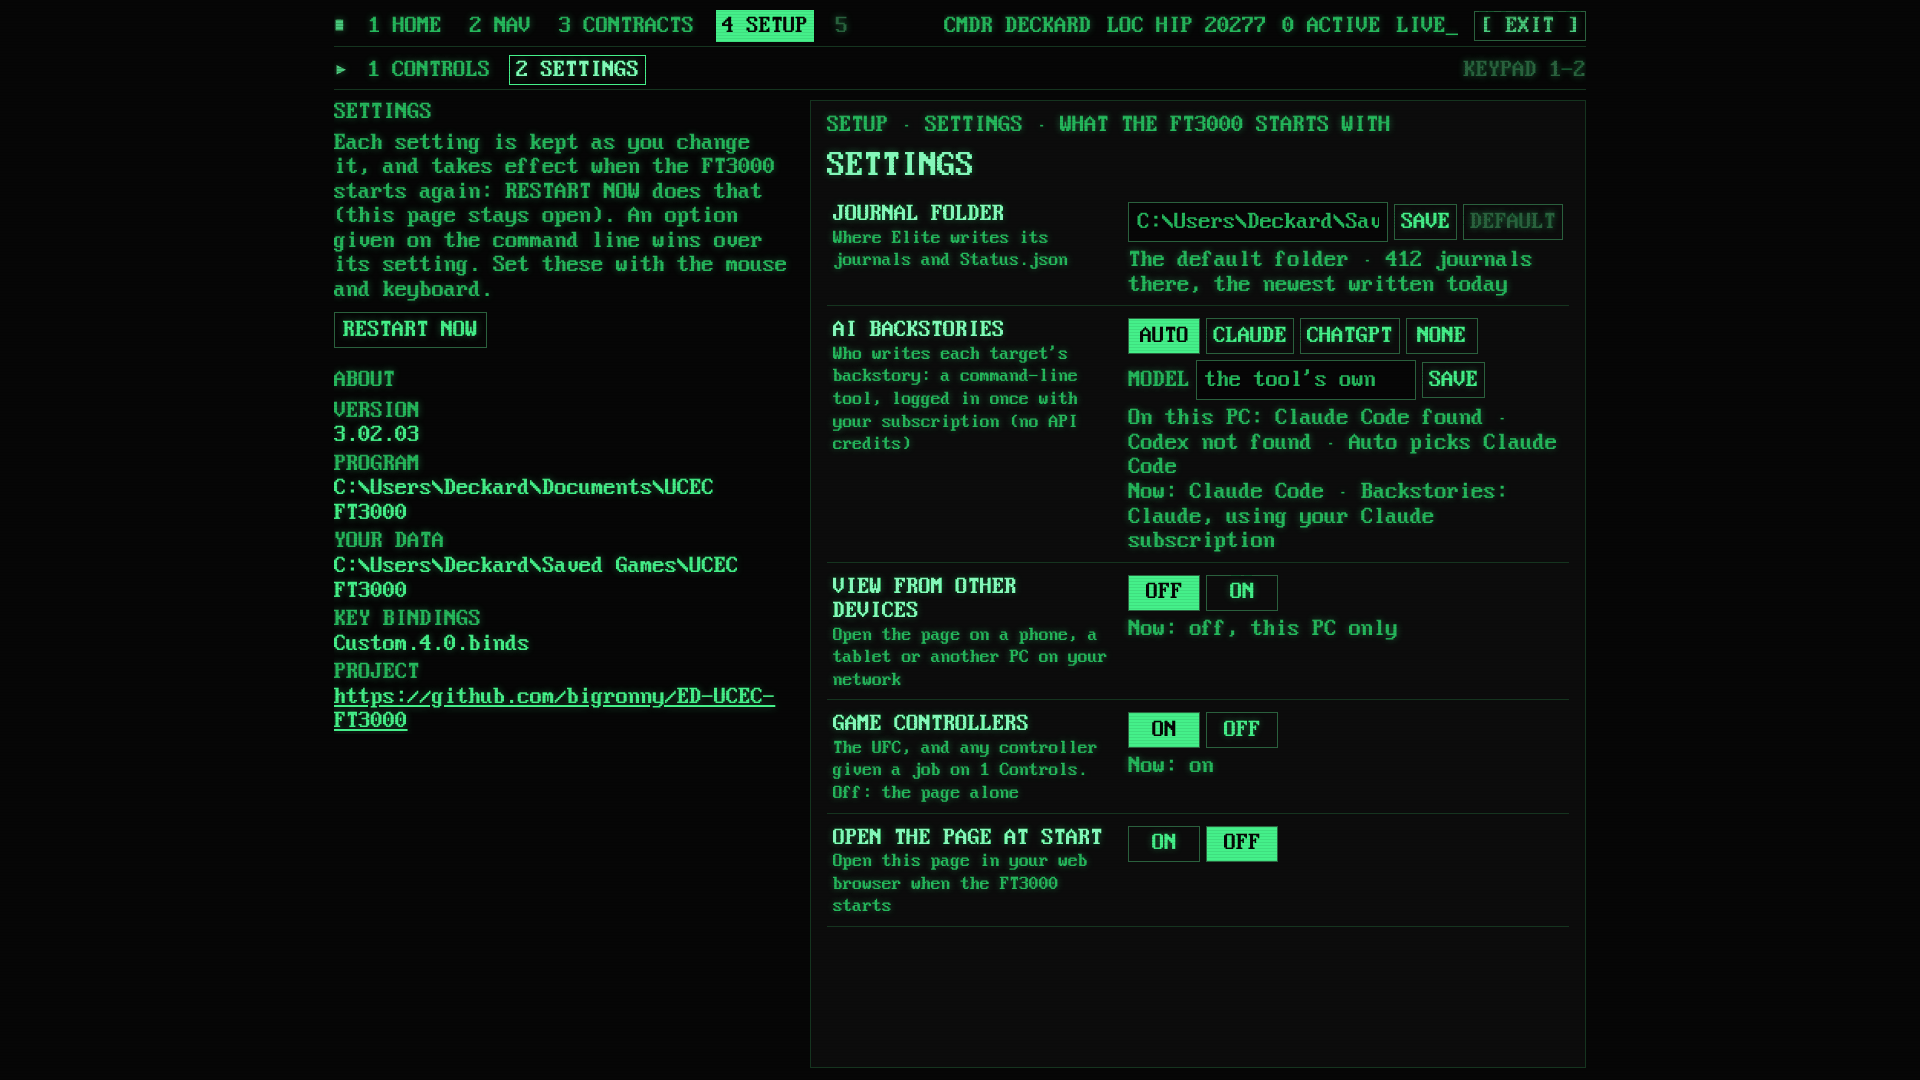 1 HOME 2 NAV 3 CONTRACTS 4 SETUP 5 CMDR DECKARD LOC HIP 20277 0 ACTIVE LIVE_ [ EXIT ]
1 CONTROLS 2 SETTINGS KEYPAD 1-2
SETTINGS
Each setting is kept as you change
it, and takes effect when the FT3000
starts again: RESTART NOW does that
(this page stays open). An option
given on the command line wins over
its setting. Set these with the mouse
and keyboard.
RESTART NOW
ABOUT
VERSION
3.02.03
PROGRAM
C:\Users\Deckard\Documents\UCEC
FT3000
YOUR DATA
C:\Users\Deckard\Saved Games\UCEC
FT3000
KEY BINDINGS
Custom.4.0.binds
PROJECT
https://github.com/bigronny/ED-UCEC-
FT3000
SETUP · SETTINGS · WHAT THE FT3000 STARTS WITH
SETTINGS
JOURNAL FOLDER
Where Elite writes its
journals and Status.json
C:\Users\Deckard\Sav SAVE DEFAULT
The default folder · 412 journals
there, the newest written today
AI BACKSTORIES
Who writes each target's
backstory: a command-line
tool, logged in once with
your subscription (no API
credits)
AUTO CLAUDE CHATGPT NONE
MODEL the tool's own SAVE
On this PC: Claude Code found ·
Codex not found · Auto picks Claude
Code
Now: Claude Code · Backstories:
Claude, using your Claude
subscription
VIEW FROM OTHER
DEVICES
Open the page on a phone, a
tablet or another PC on your
network
OFF ON
Now: off, this PC only
GAME CONTROLLERS
The UFC, and any controller
given a job on 1 Controls.
Off: the page alone
ON OFF
Now: on
OPEN THE PAGE AT START
Open this page in your web
browser when the FT3000
starts
ON OFF